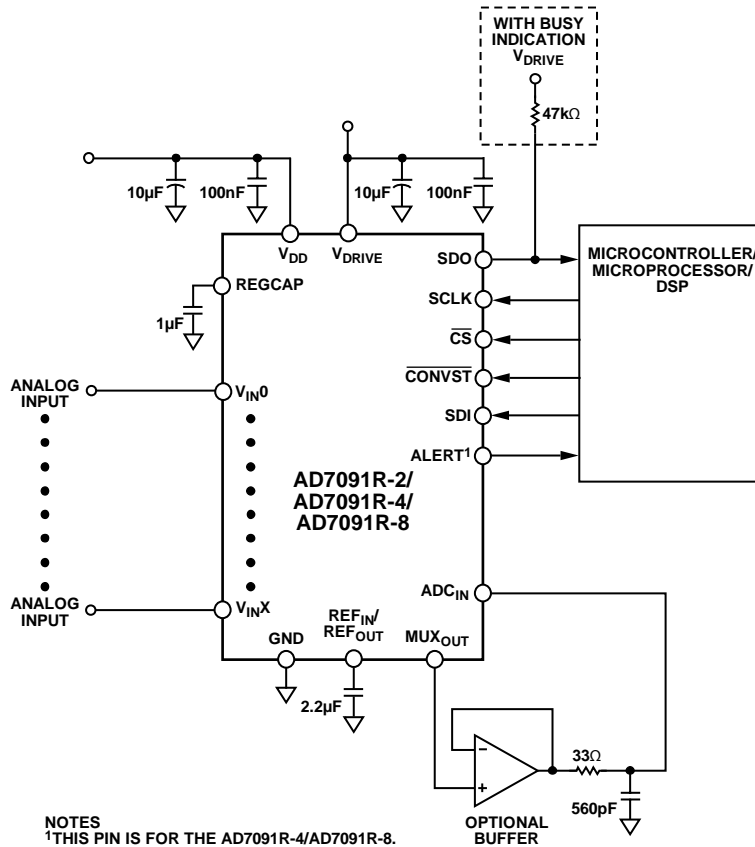 WITH BUSY
INDICATION
VDRIVE
47kΩ
10µF
100nF
10µF
100nF
VDD
VDRIVE
REGCAP
1µF
SDO
SCLK
CS
CONVST
SDI
ALERT1
MICROCONTROLLER/
MICROPROCESSOR/
DSP
ANALOG
INPUT
VIN0
AD7091R-2/
AD7091R-4/
AD7091R-8
ANALOG
INPUT
VINX
ADCIN
GND
REFIN/
REFOUT
MUXOUT
2.2µF
–
+
33Ω
560pF
OPTIONAL
BUFFER
NOTES
1THIS PIN IS FOR THE AD7091R-4/AD7091R-8.